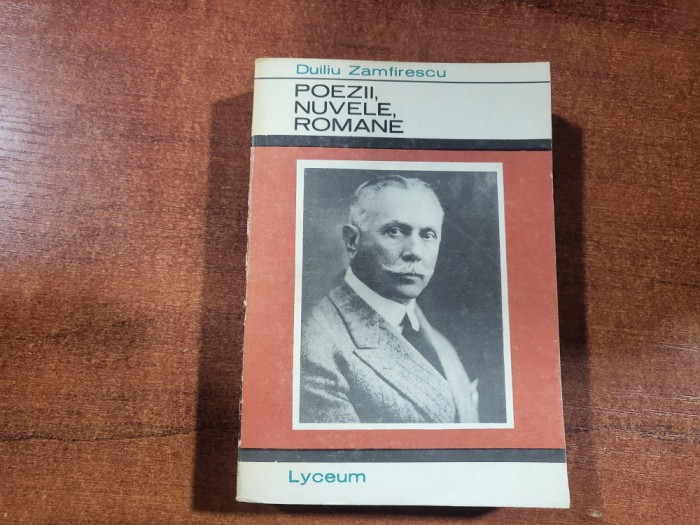 Duiliu Zamfirescu
POEZII,
NUVELE,
ROMANE
Lyceum